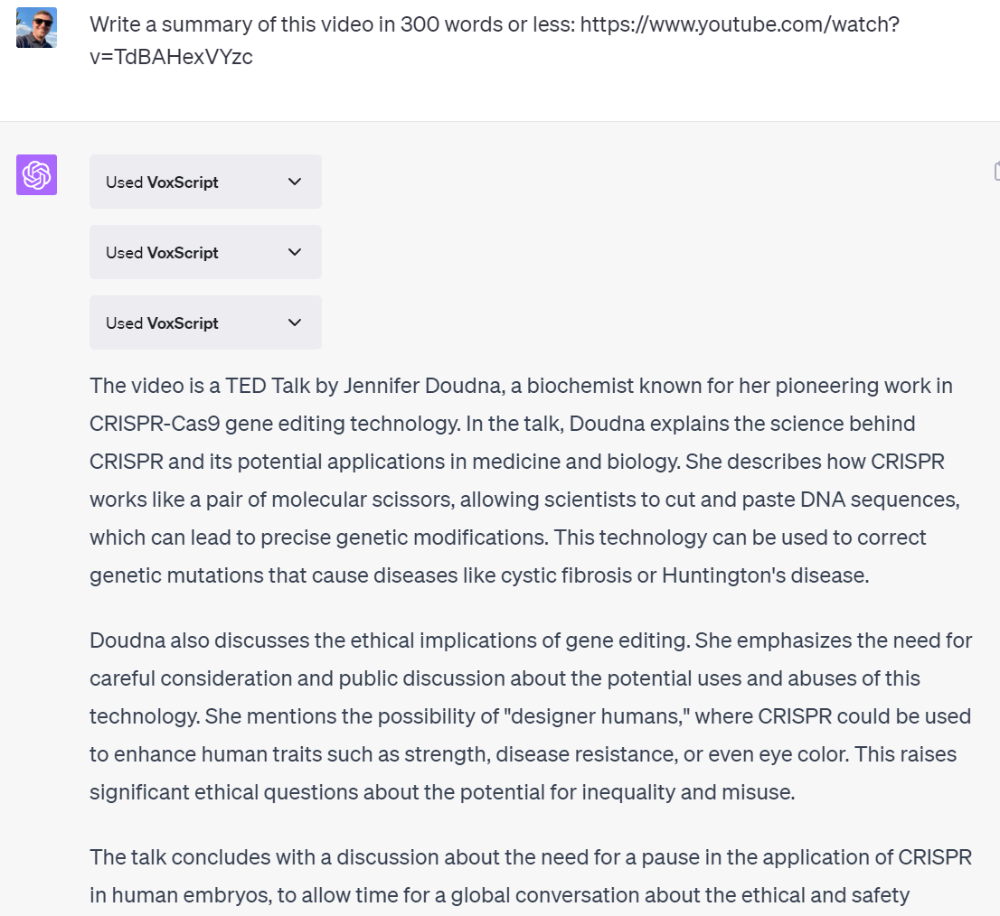 Write a summary of this video in 300 words or less: https://www.youtube.com/watch?
v=TdBAHexVYzc
Used VoxScript
Used VoxScript
Used VoxScript
The video is a TED Talk by Jennifer Doudna, a biochemist known for her pioneering work in
CRISPR-Cas9 gene editing technology. In the talk, Doudna explains the science behind
CRISPR and its potential applications in medicine and biology. She describes how CRISPR
works like a pair of molecular scissors, allowing scientists to cut and paste DNA sequences,
which can lead to precise genetic modifications. This technology can be used to correct
genetic mutations that cause diseases like cystic fibrosis or Huntington's disease.
Doudna also discusses the ethical implications of gene editing. She emphasizes the need for
careful consideration and public discussion about the potential uses and abuses of this
technology. She mentions the possibility of "designer humans," where CRISPR could be used
to enhance human traits such as strength, disease resistance, or even eye color. This raises
significant ethical questions about the potential for inequality and misuse.
The talk concludes with a discussion about the need for a pause in the application of CRISPR
in human embryos, to allow time for a global conversation about the ethical and safety